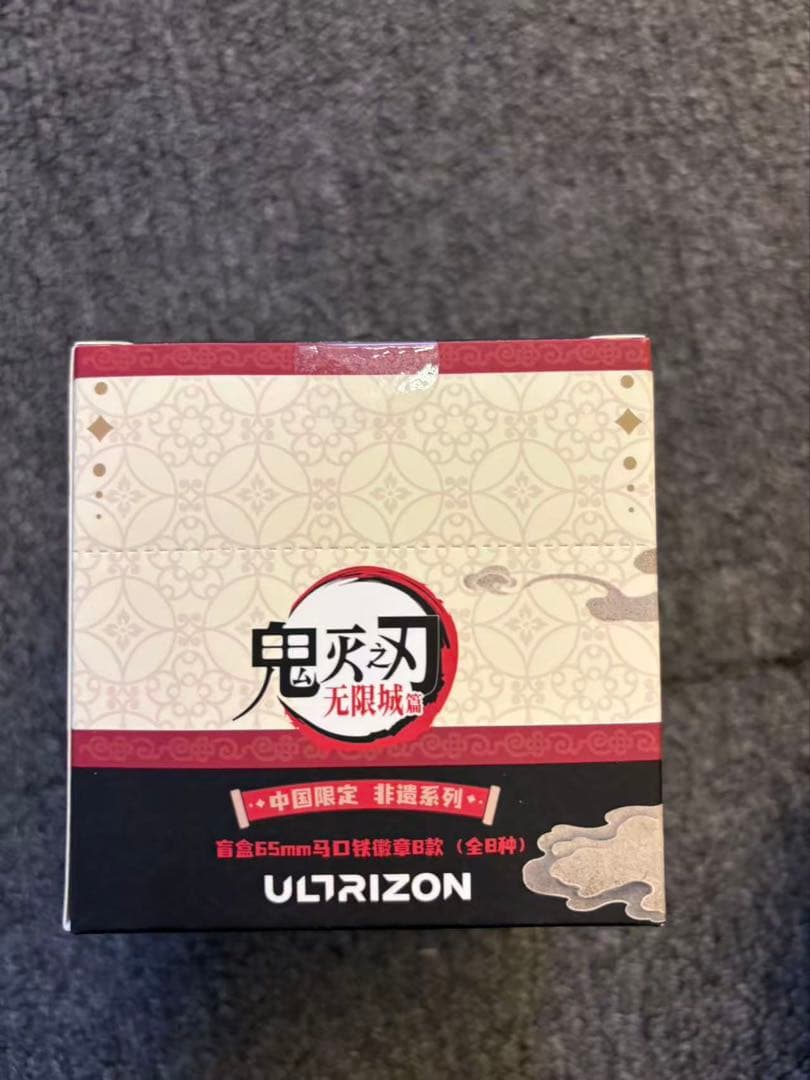 鬼灭之刃
无限城篇
中国限定 非遗系列
盲盒65mm马口铁徽章B款（全8种）
ULTRIZON